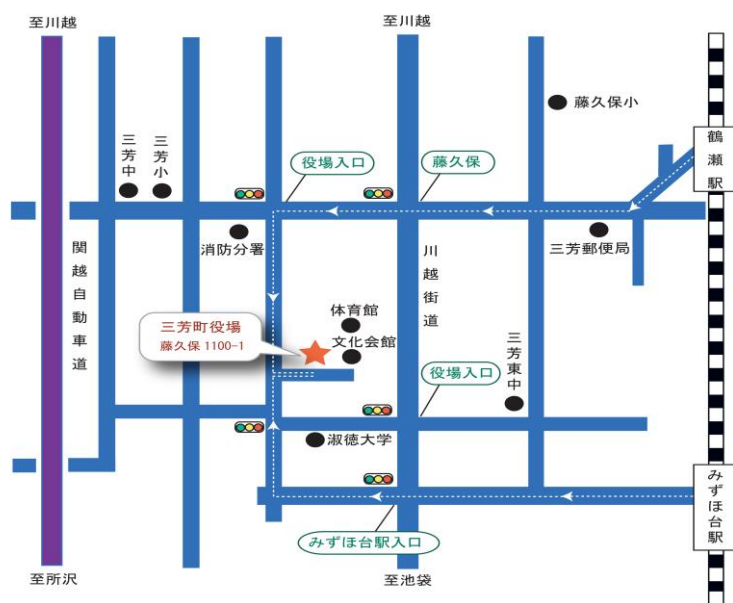 至川越
至川越
藤久保小
鶴瀬駅
三芳中
三芳小
役場入口
藤久保
消防分署
三芳郵便局
関越自動車道
川越街道
体育館
三芳町役場
藤久保 1100-1
文化会館
三芳東中
役場入口
淑徳大学
みずほ台駅
みずほ台駅入口
至所沢
至池袋